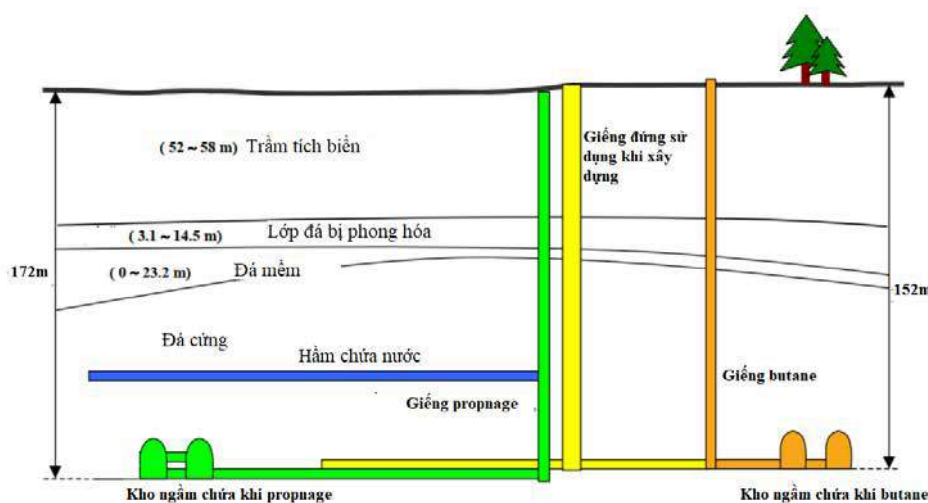 ( 52 ~ 58 m) Trầm tích biển
Giếng đứng sử
dụng khi xây
dựng
( 3.1 ~ 14.5 m) Lớp đá bị phong hóa
( 0 ~ 23.2 m) Đá mềm
172m
152m
Đá cứng
Hầm chứa nước
Giếng propnage
Giếng butane
Kho ngầm chứa khi propnage
Kho ngầm chứa khi butane